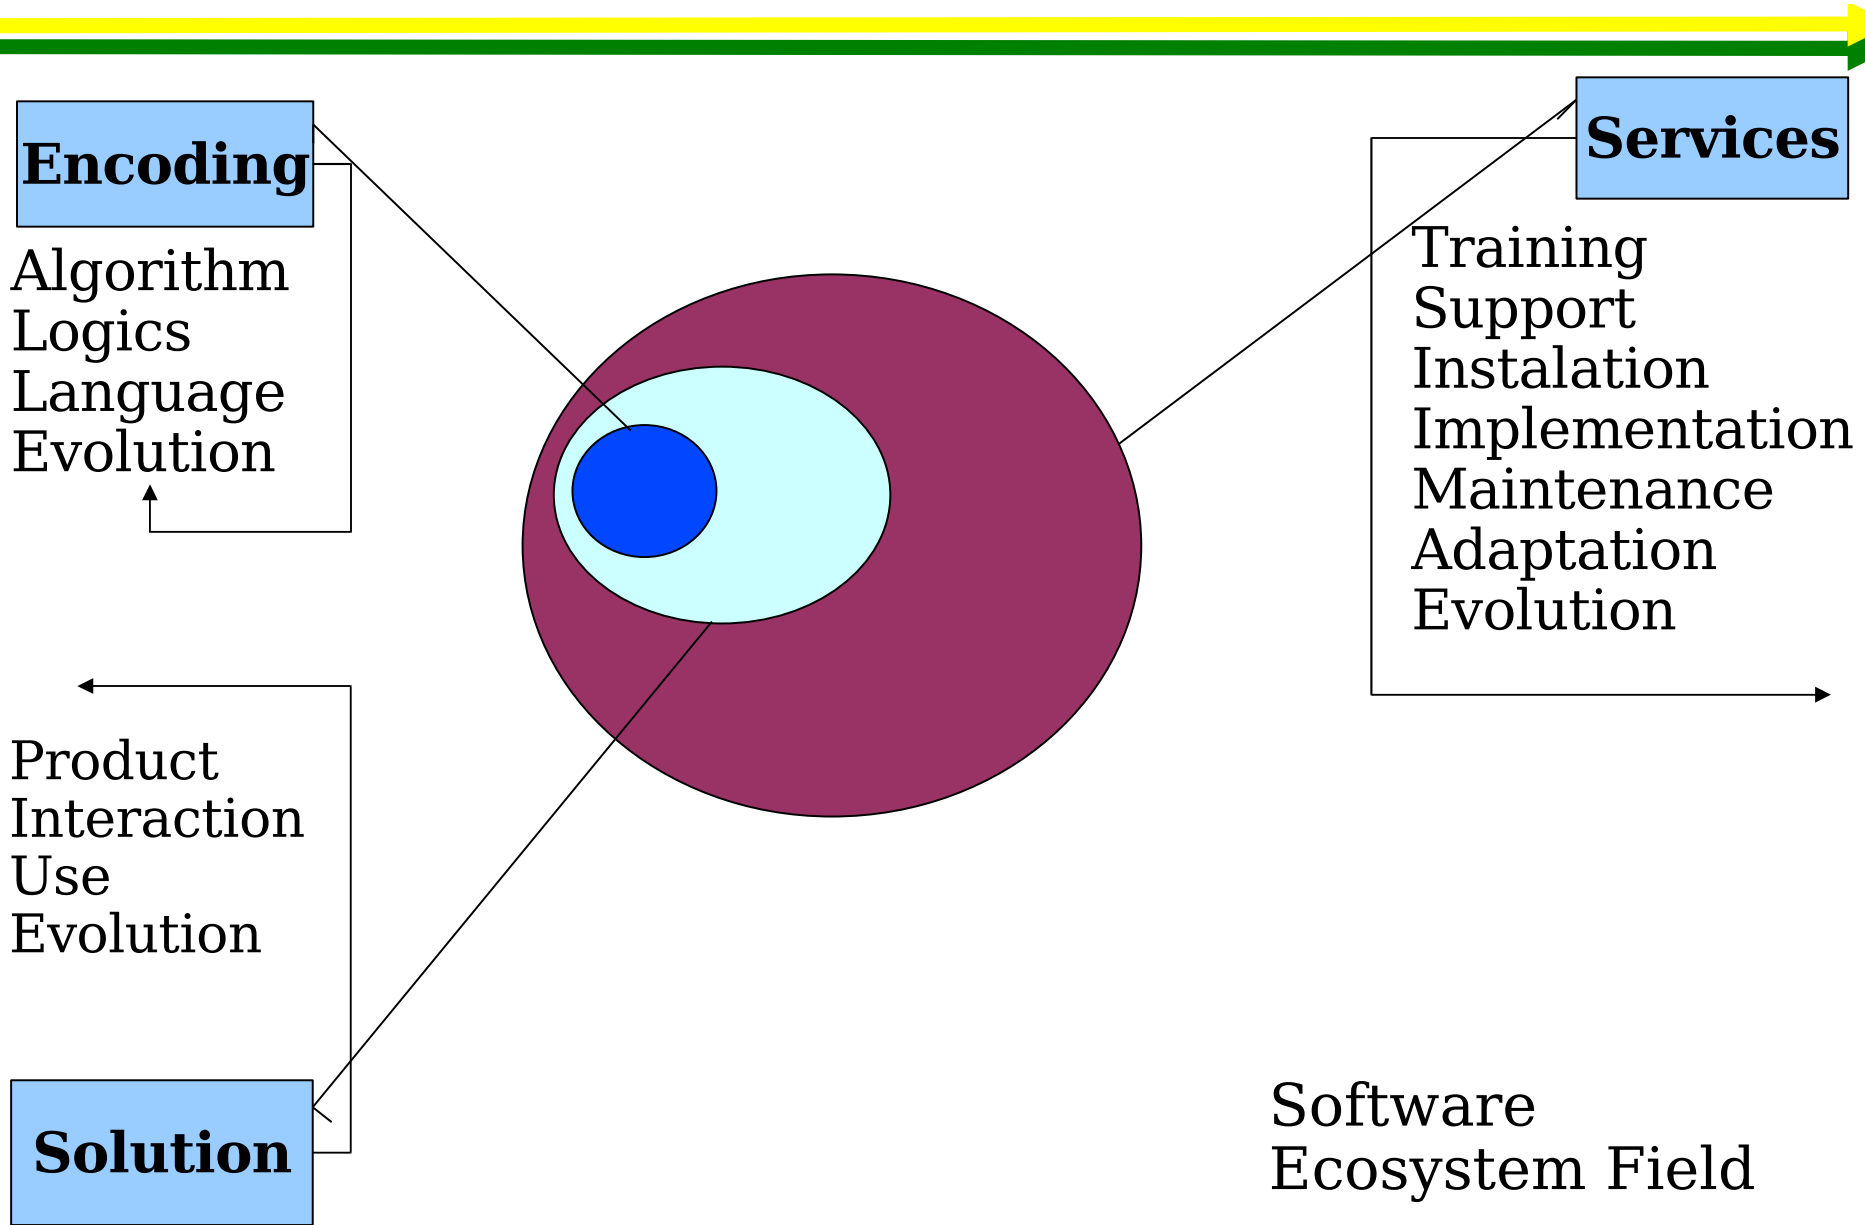 Encoding
Algorithm
Logics
Language
Evolution
Services
Training
Support
Instalation
Implementation
Maintenance
Adaptation
Evolution
Product
Interaction
Use
Evolution
Solution
Software
Ecosystem Field